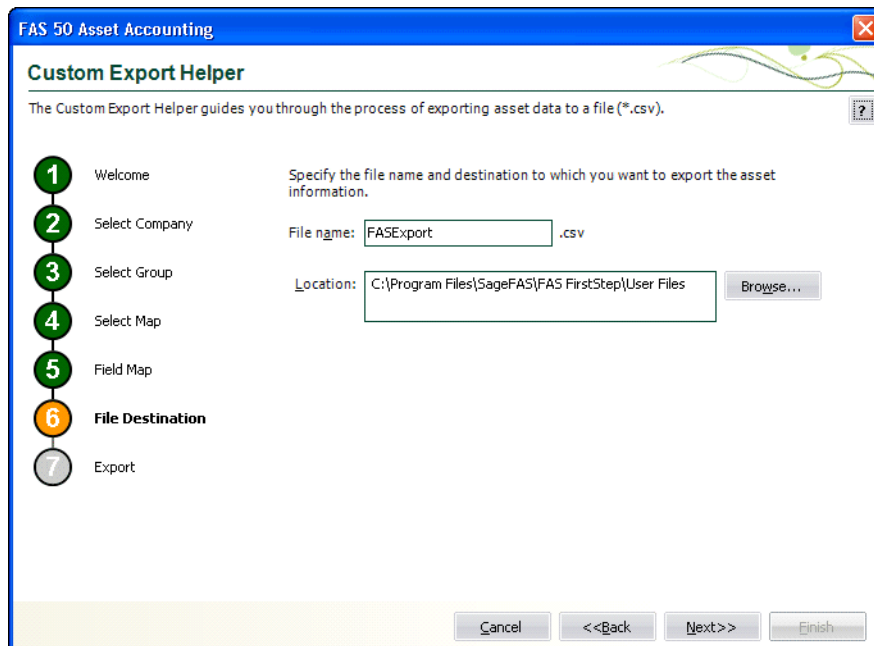 FAS 50 Asset Accounting
Custom Export Helper
The Custom Export Helper guides you through the process of exporting asset data to a file (*.csv).
?
1 Welcome
2 Select Company
3 Select Group
4 Select Map
5 Field Map
6 File Destination
7 Export
Specify the file name and destination to which you want to export the asset
information.
File name: FASExport .csv
Location: C:\Program Files\SageFAS\FAS FirstStep\User Files Browse...
Cancel <<Back Next>> Finish